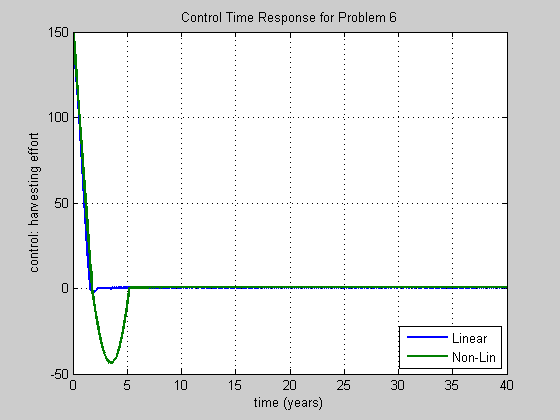 Control Time Response for Problem 6
control: harvesting effort
150
100
50
0
-50
0 5 10 15 20 25 30 35 40
time (years)
Linear
Non-Lin